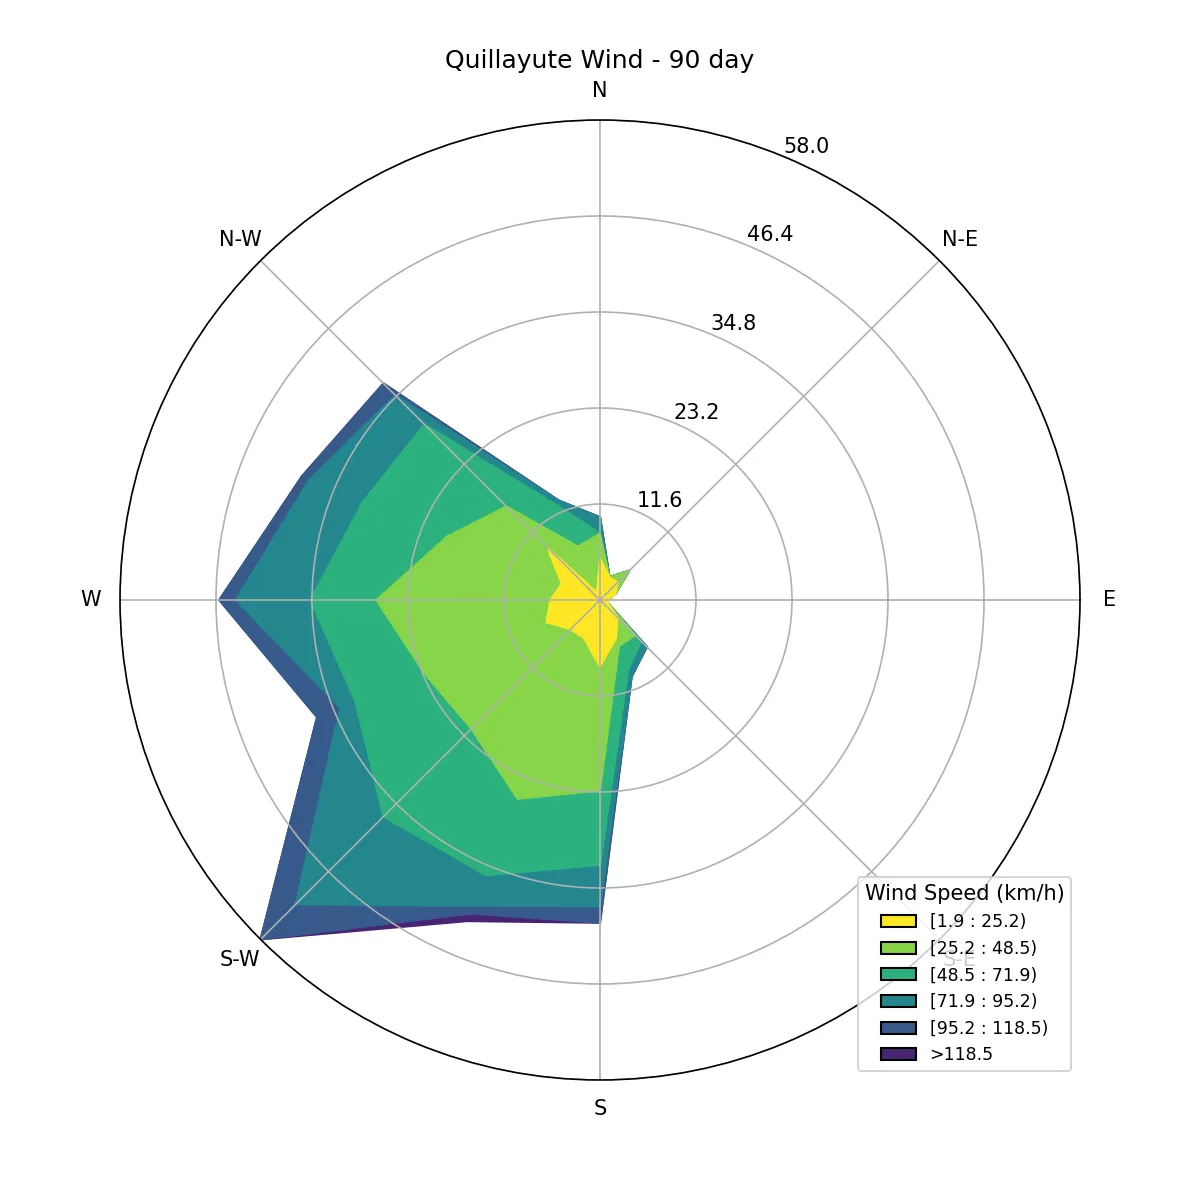 Quillayute Wind - 90 day
N
58.0
N-W
46.4
N-E
34.8
23.2
11.6
W
E
Wind Speed (km/h)
[1.9 : 25.2)
[25.2 : 48.5)
S-W
S-E
[48.5 : 71.9)
[71.9 : 95.2)
[95.2 : 118.5)
>118.5
S